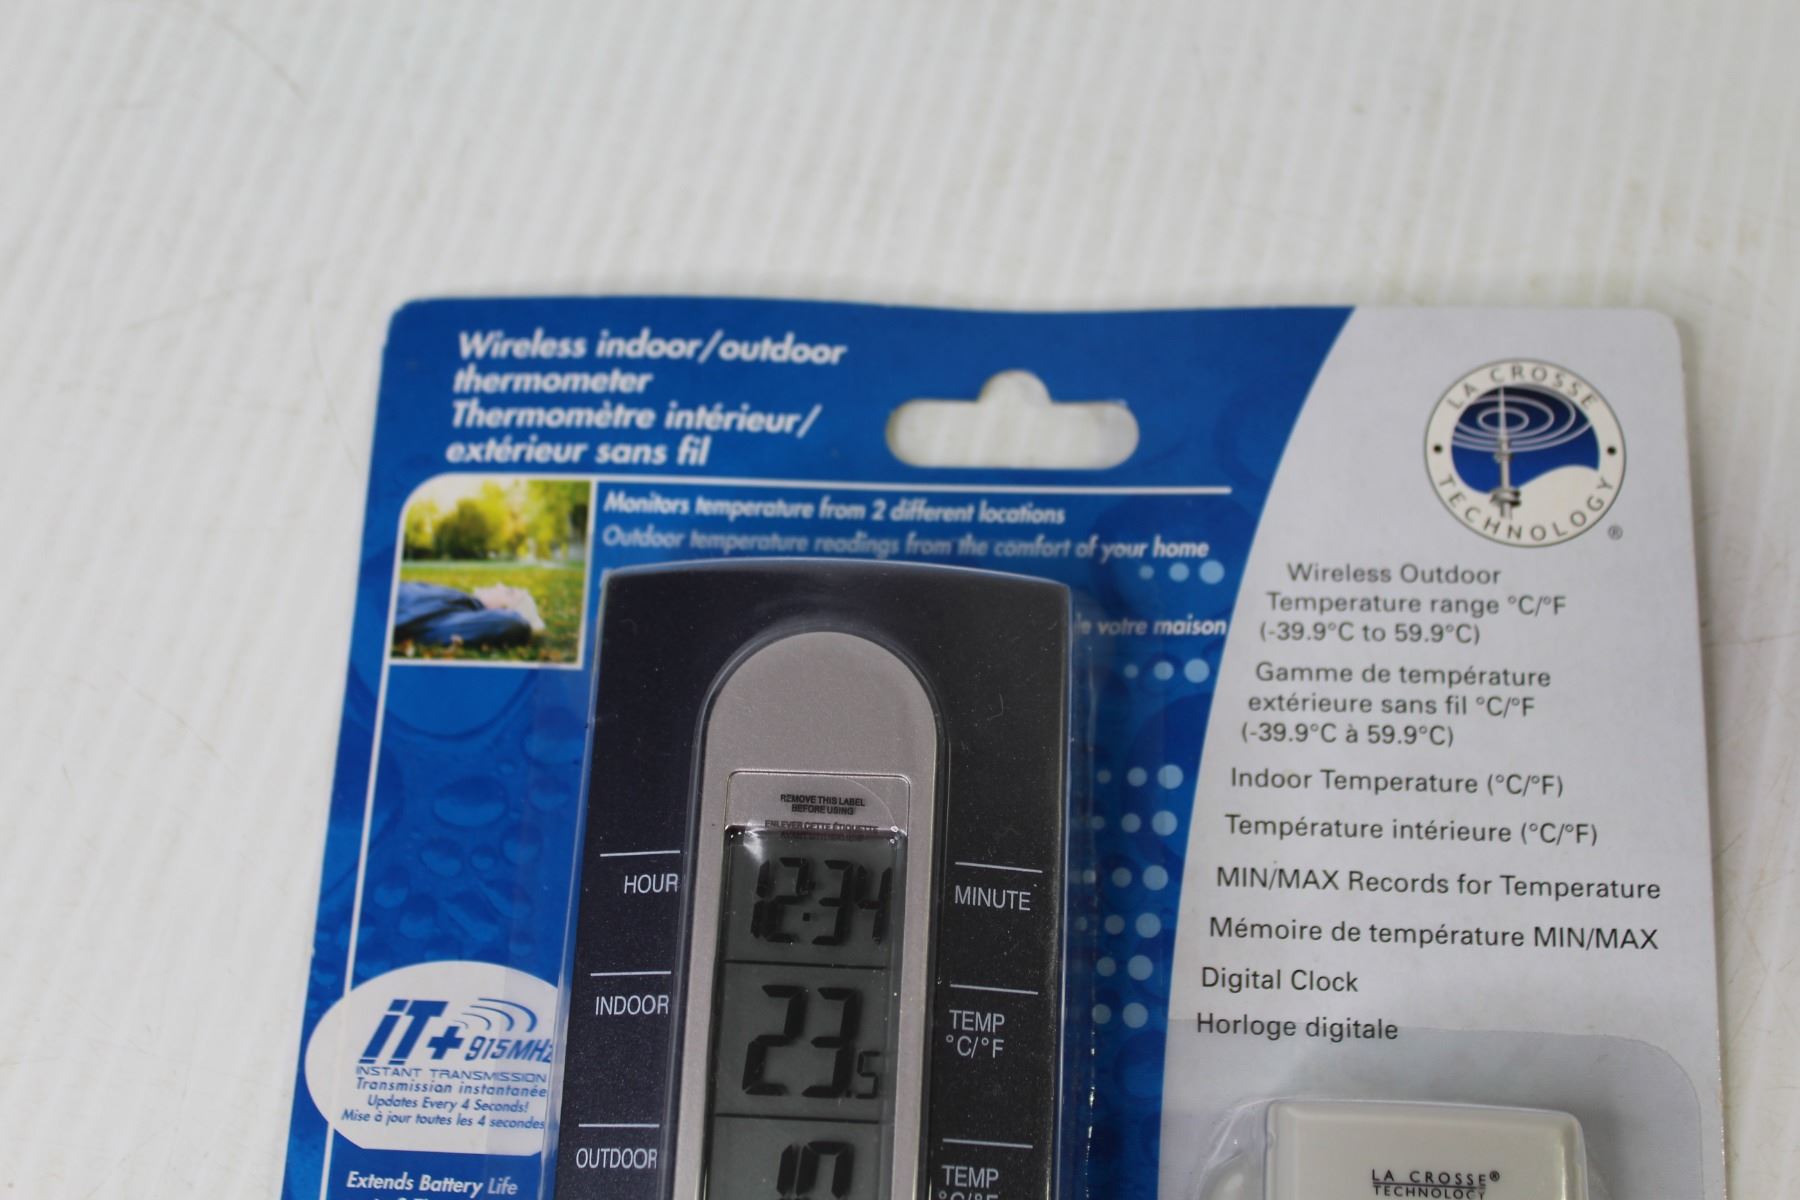 Wireless indoor/outdoor
thermometer
Thermomètre intérieur/
extérieur sans fil
Monitors temperature from 2 different locations
Outdoor temperature readings from the comfort of your home
votre maison
LA CROSSE
TECHNOLOGY
®
Wireless Outdoor
Temperature range °C/°F
(-39.9°C to 59.9°C)
Gamme de température
extérieure sans fil °C/°F
(-39.9°C à 59.9°C)
Indoor Temperature (°C/°F)
Température intérieure (°C/°F)
MIN/MAX Records for Temperature
Mémoire de température MIN/MAX
Digital Clock
Horloge digitale
REMOVE THIS LABEL
BEFORE USING
ENLEVER CETTE ÉTIQUETTE
12:34
HOUR
MINUTE
23.5
INDOOR
TEMP
°C/°F
OUTDOOR
TEMP
°C/°F
iT+ 915MHz
INSTANT TRANSMISSION
Transmission instantanée
Updates Every 4 Seconds!
Mise à jour toutes les 4 secondes
Extends Battery Life
LA CROSSE®
TECHNOLOGY